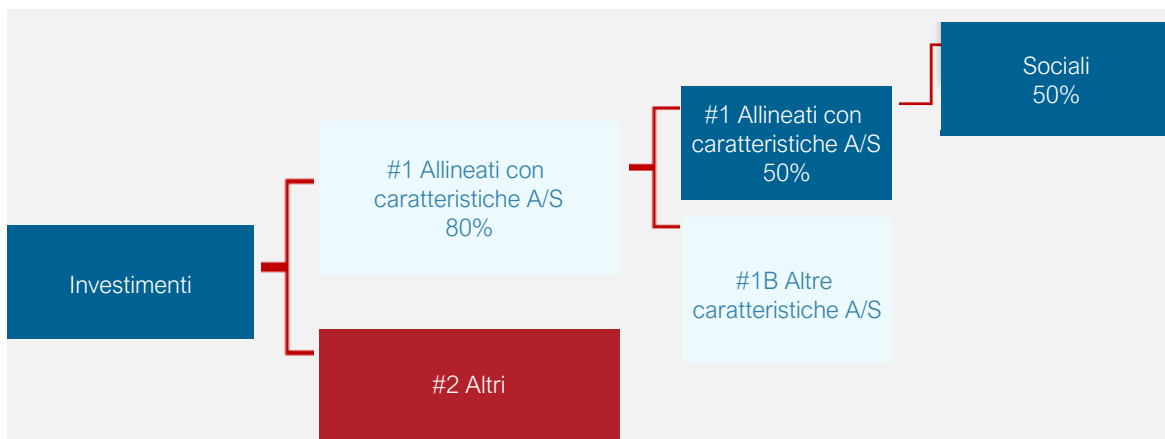 Investimenti
#1 Allineati con
caratteristiche A/S
80%
#2 Altri
#1 Allineati con
caratteristiche A/S
50%
#1B Altre
caratteristiche A/S
Sociali
50%